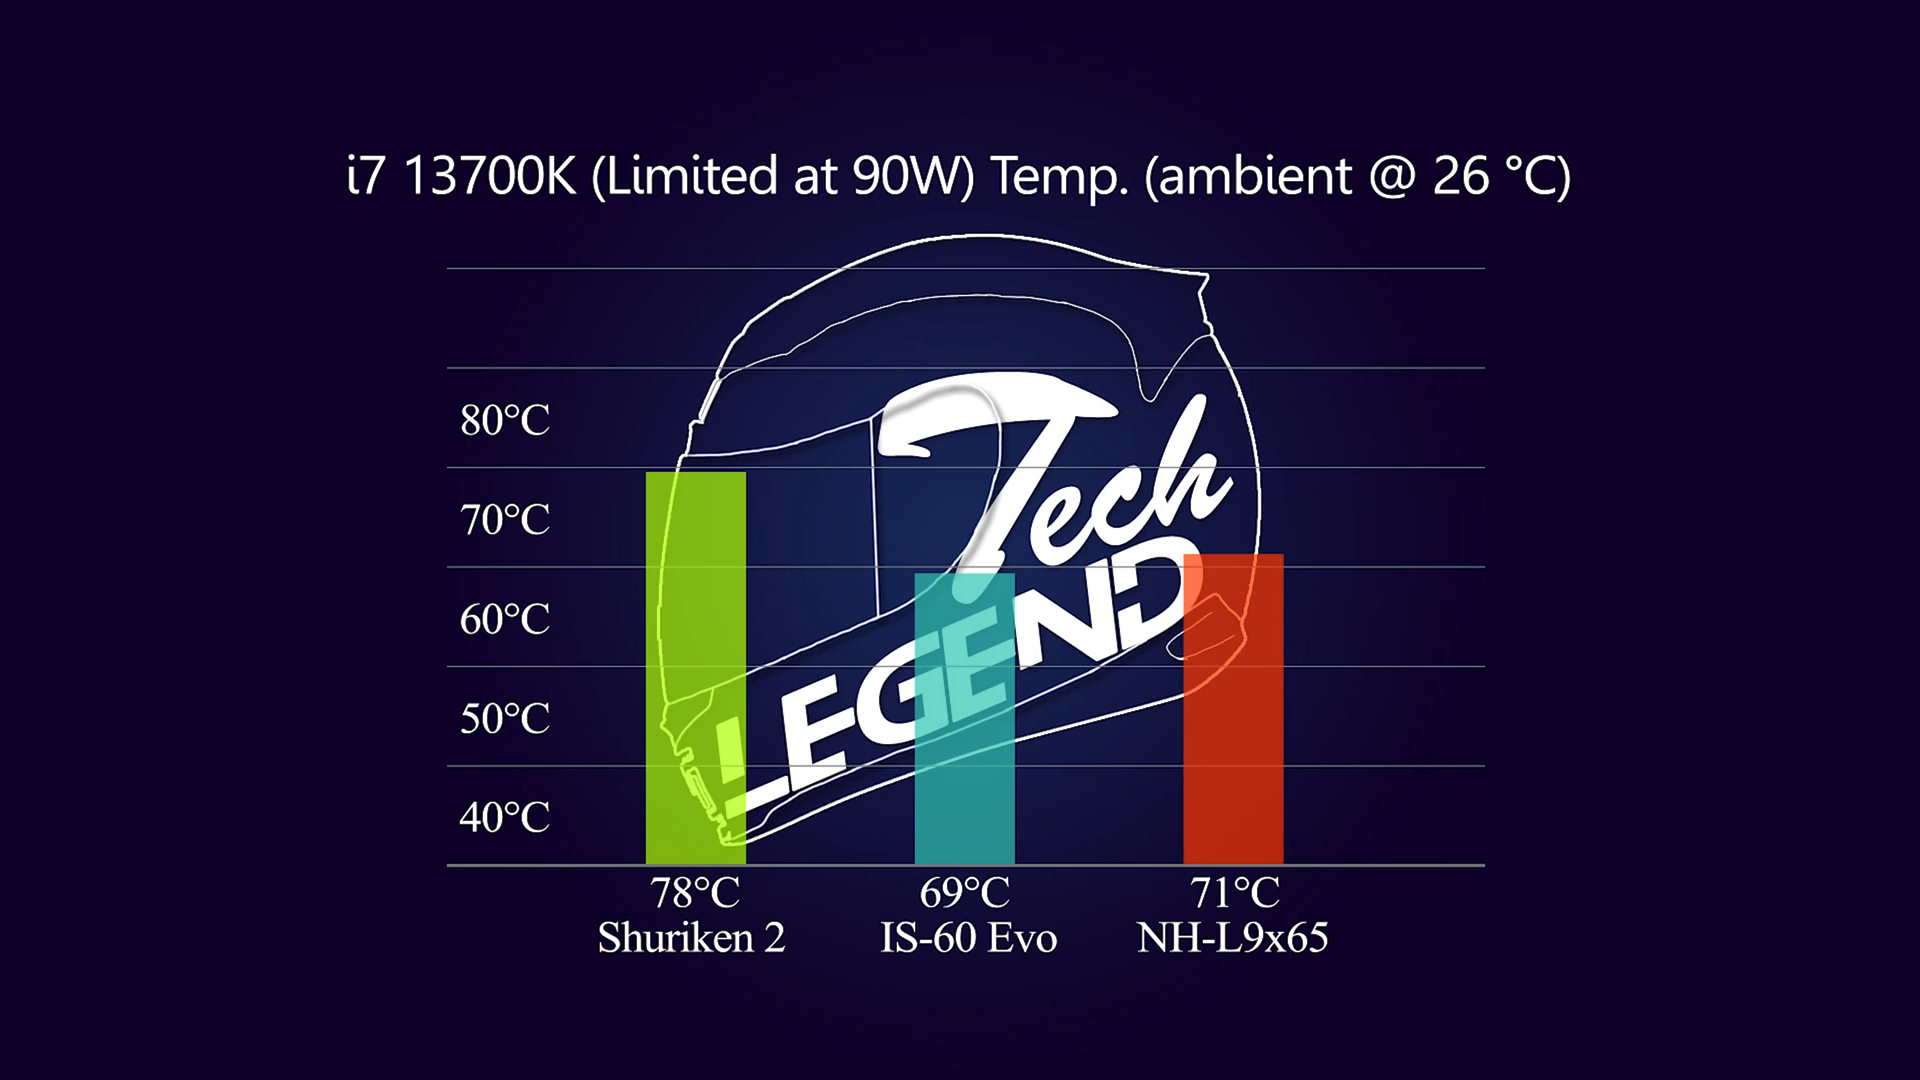 i7 13700K (Limited at 90W) Temp. (ambient @ 26 °C)
80°C
70°C
60°C
50°C
40°C
Tech
LEGEND
78°C
Shuriken 2
69°C
IS-60 Evo
71°C
NH-L9x65